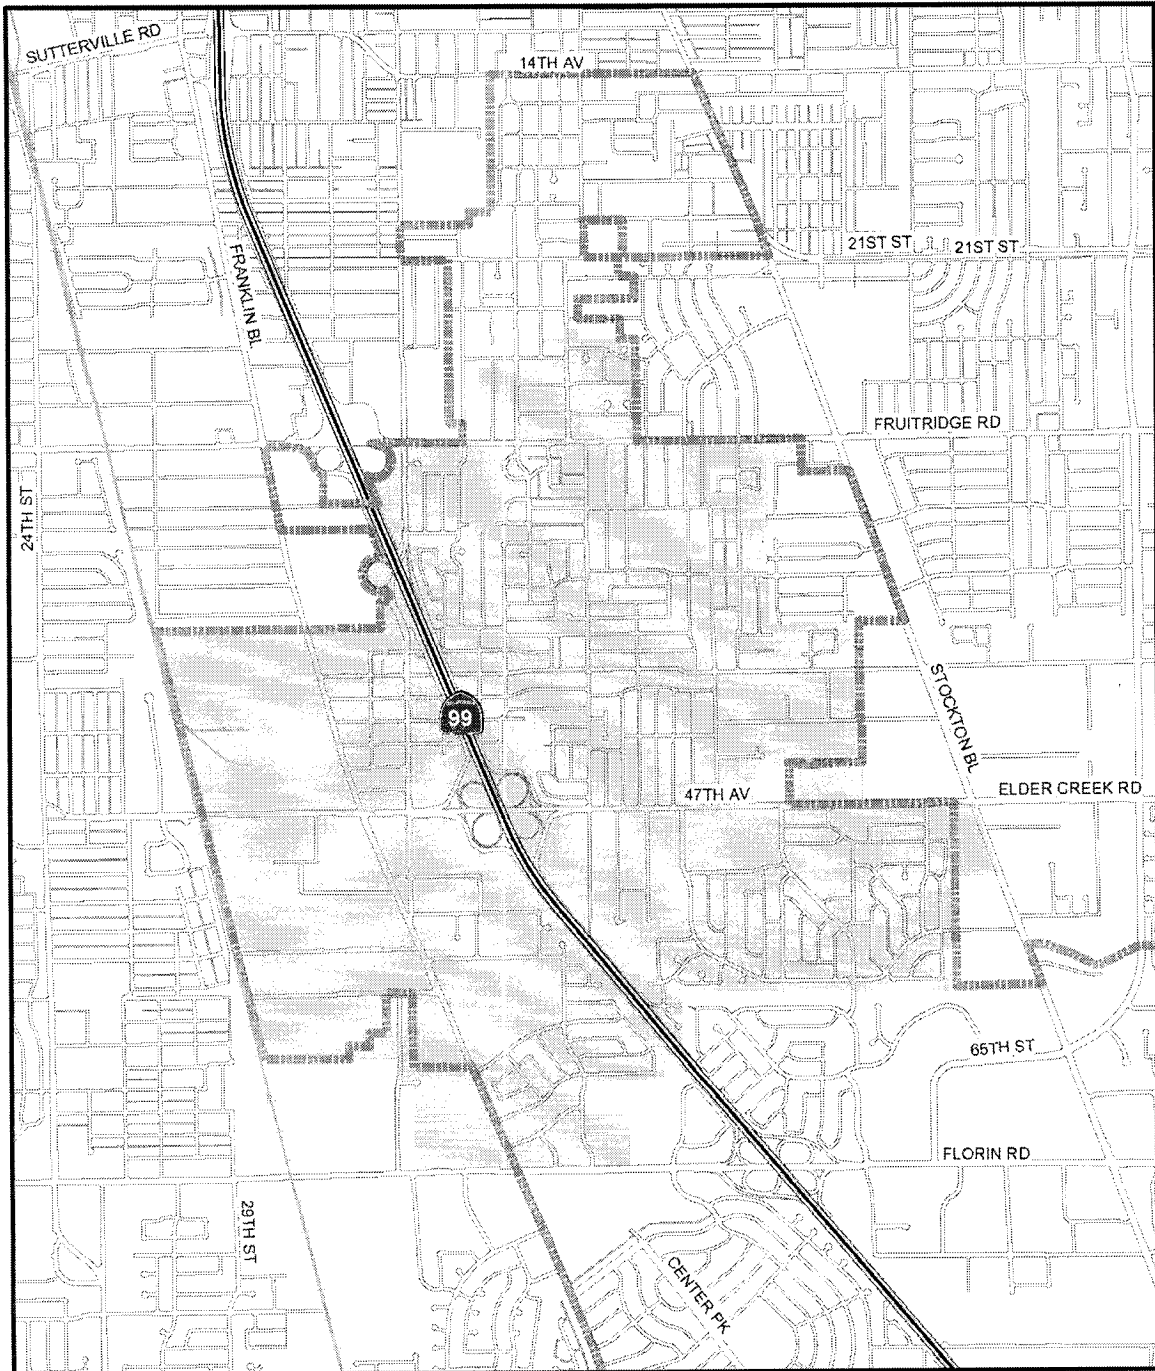 SUTTERVILLE RD
14TH AV
21ST ST
21ST ST
FRANKLIN BL
FRUITRIDGE RD
24TH ST
STOCKTON BL
99
47TH AV
ELDER CREEK RD
65TH ST
FLORIN RD
29TH ST
CENTER PK